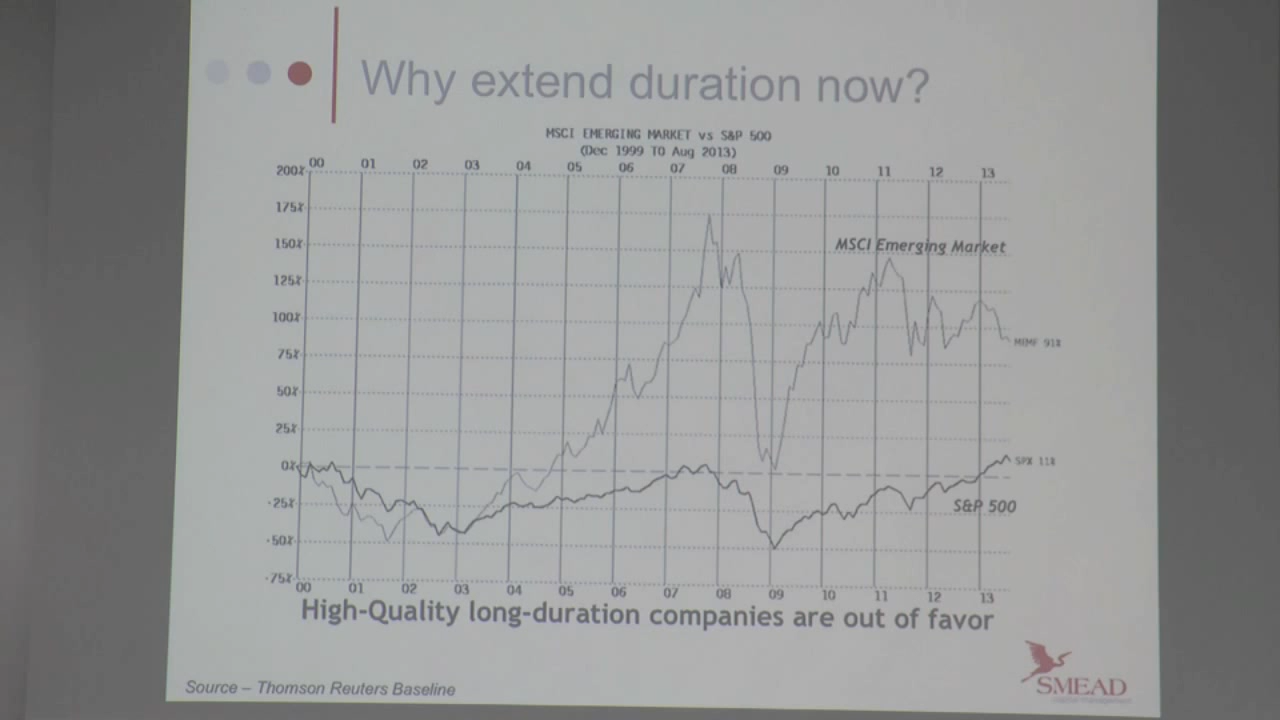 Why extend duration now?
MSCI EMERGING MARKET vs S&P 500
(Dec 1999 TO Aug 2013)
00 01 02 03 04 05 06 07 08 09 10 11 12 13
200%
175%
150%
125%
100%
75%
50%
25%
0%
-25%
-50%
-75%
MSCI Emerging Market
MEMF 91%
SPX 11%
S&P 500
00 01 02 03 04 05 06 07 08 09 10 11 12 13
High-Quality long-duration companies are out of favor
Source – Thomson Reuters Baseline
SMEAD